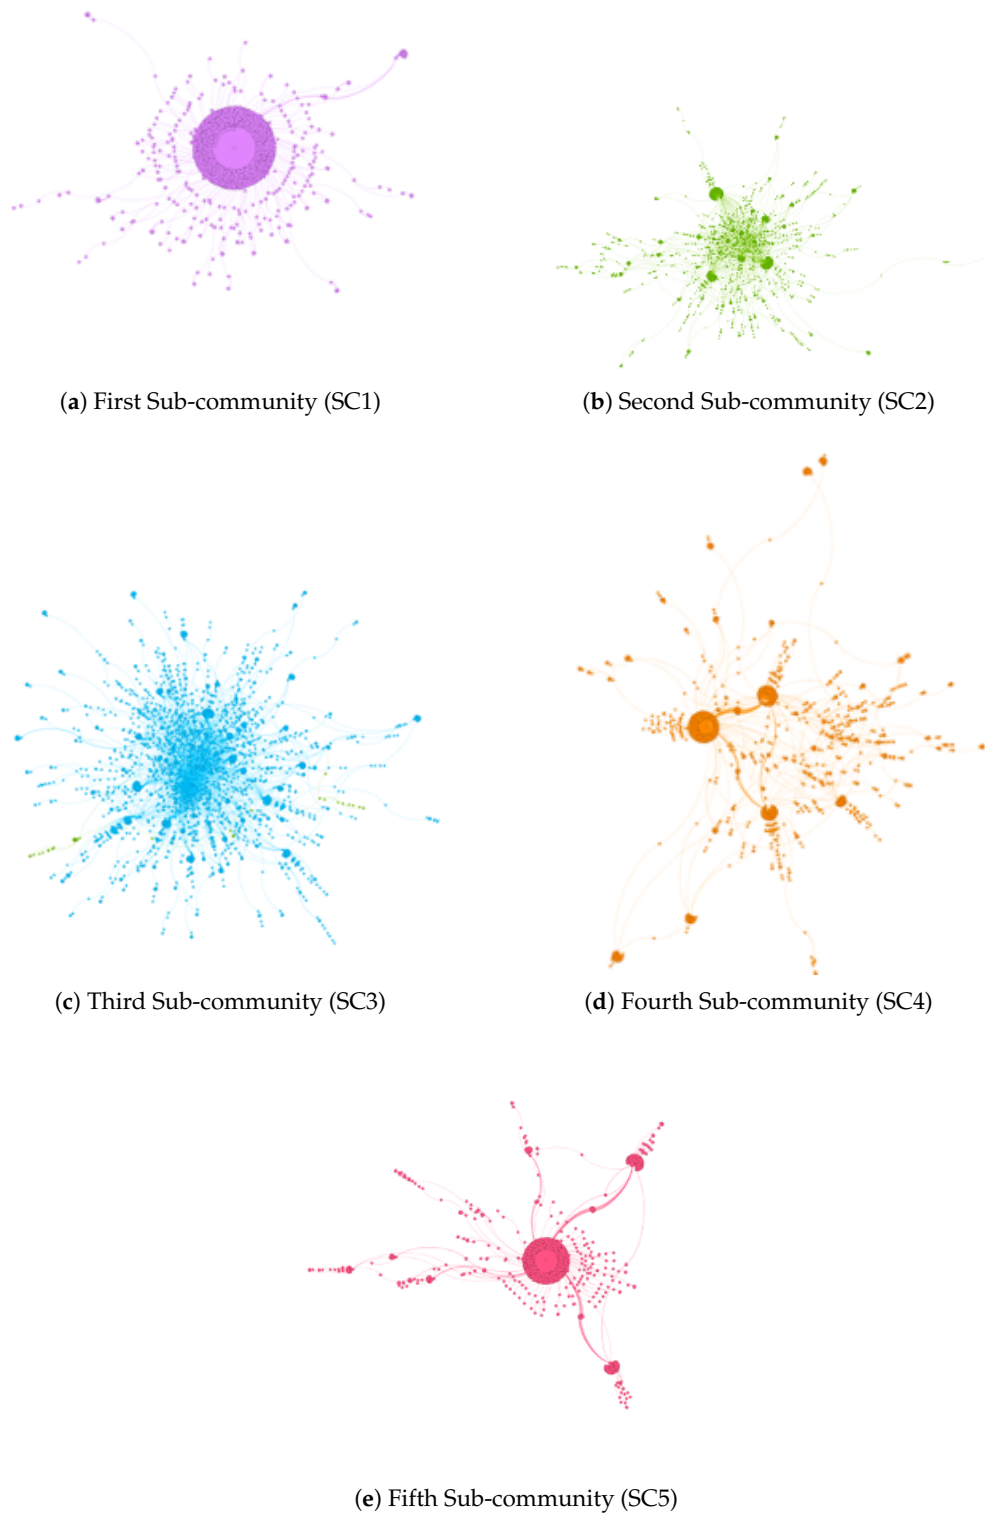 (a) First Sub-community (SC1)
(b) Second Sub-community (SC2)
(c) Third Sub-community (SC3)
(d) Fourth Sub-community (SC4)
(e) Fifth Sub-community (SC5)